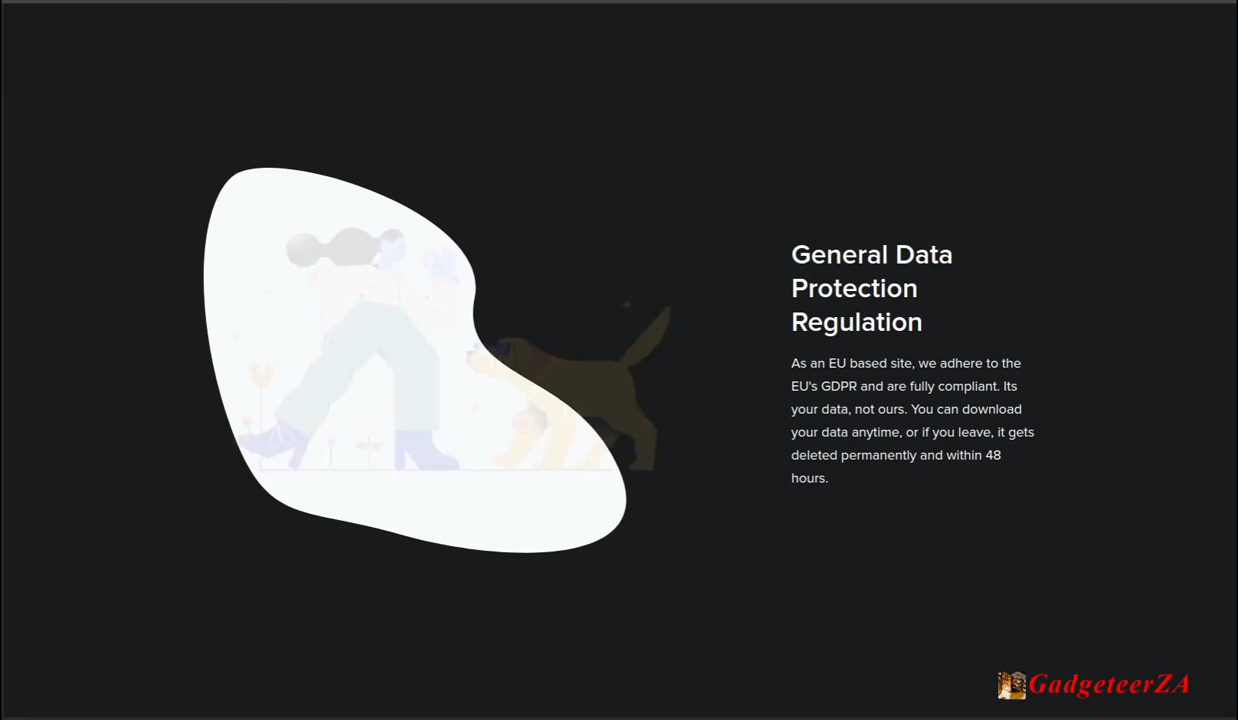 General Data
Protection
Regulation
As an EU based site, we adhere to the
EU's GDPR and are fully compliant. Its
your data, not ours. You can download
your data anytime, or if you leave, it gets
deleted permanently and within 48
hours.
GadgeteerZA